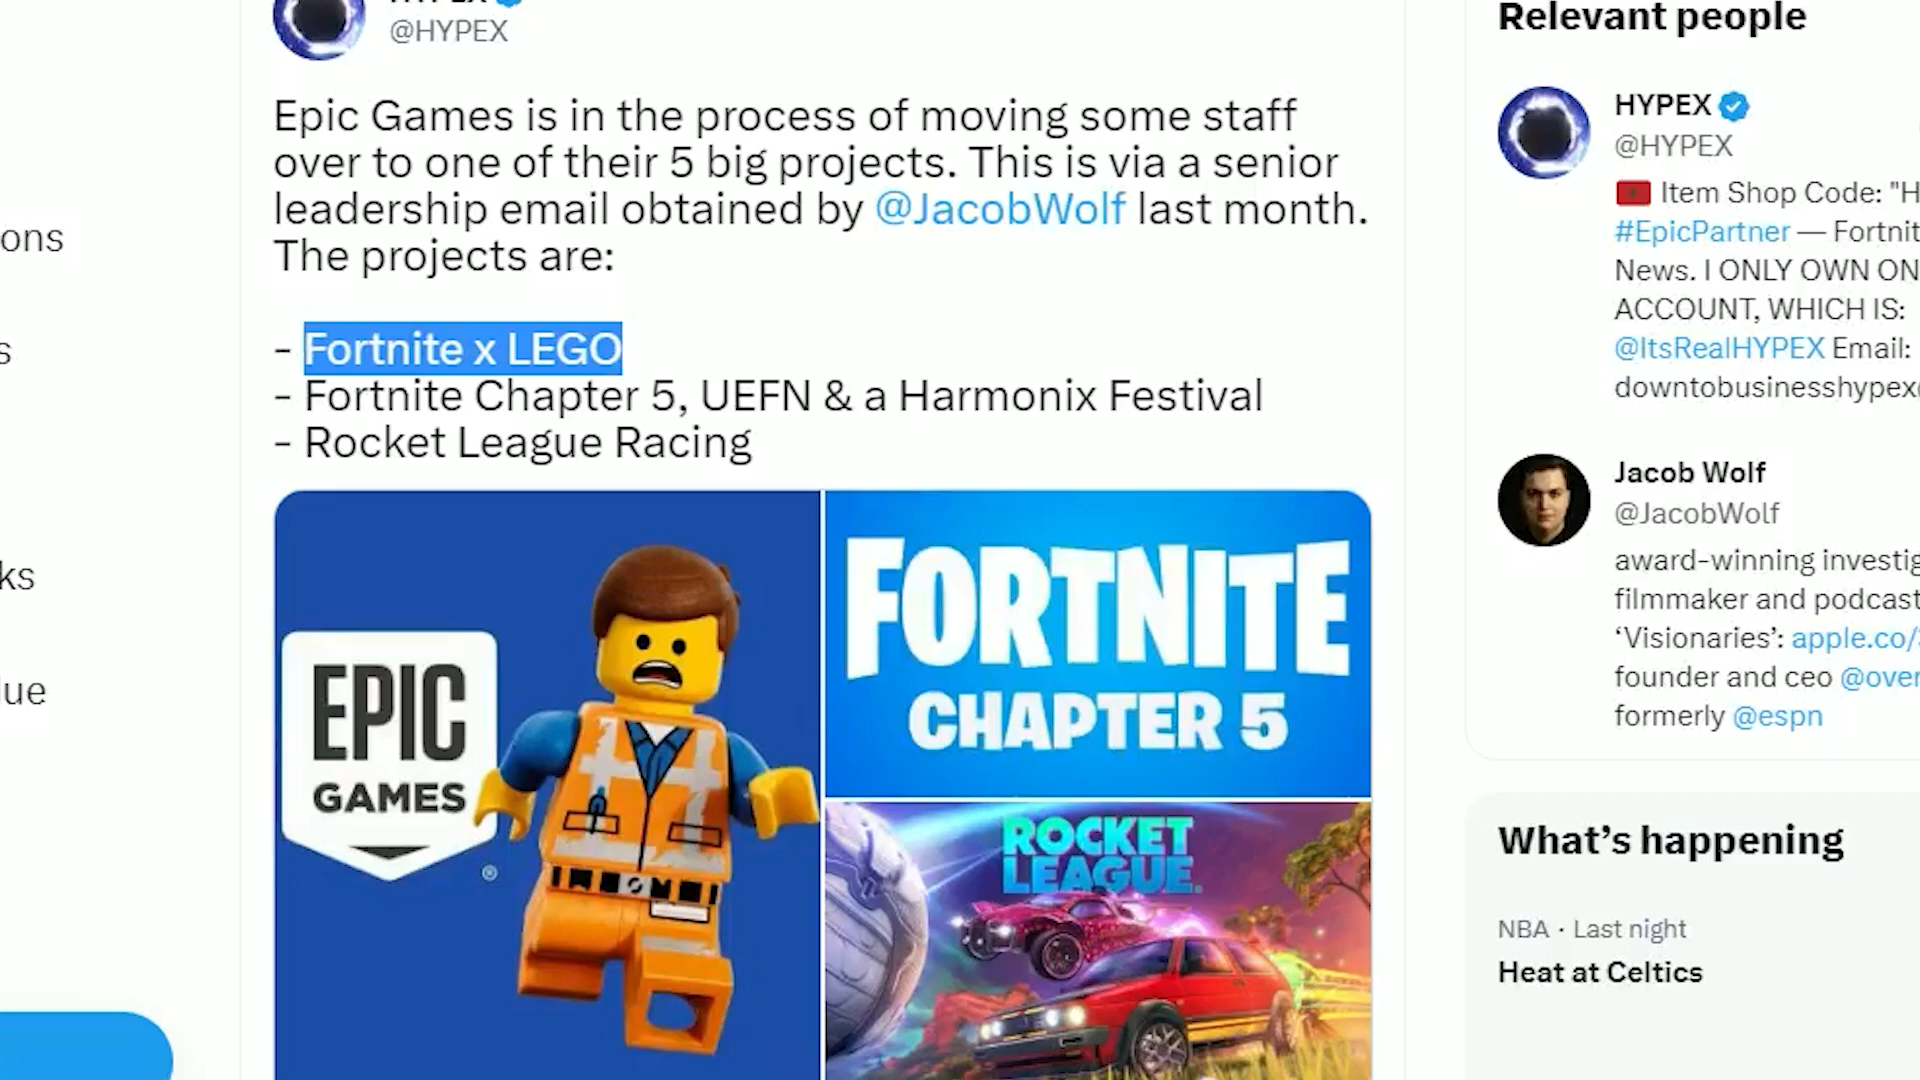 @HYPEX
Epic Games is in the process of moving some staff
over to one of their 5 big projects. This is via a senior
leadership email obtained by @JacobWolf last month.
The projects are:
- Fortnite x LEGO
- Fortnite Chapter 5, UEFN & a Harmonix Festival
- Rocket League Racing
EPIC
GAMES
®
FORTNITE
CHAPTER 5
ROCKET
LEAGUE.
ons
s
ks
lue
Relevant people
HYPEX
@HYPEX
Item Shop Code: "H
#EpicPartner — Fortnit
News. I ONLY OWN ON
ACCOUNT, WHICH IS:
@ItsRealHYPEX Email:
downtobusinesshypex
Jacob Wolf
@JacobWolf
award-winning investig
filmmaker and podcast
‘Visionaries’: apple.co/
founder and ceo @over
formerly @espn
What’s happening
NBA · Last night
Heat at Celtics